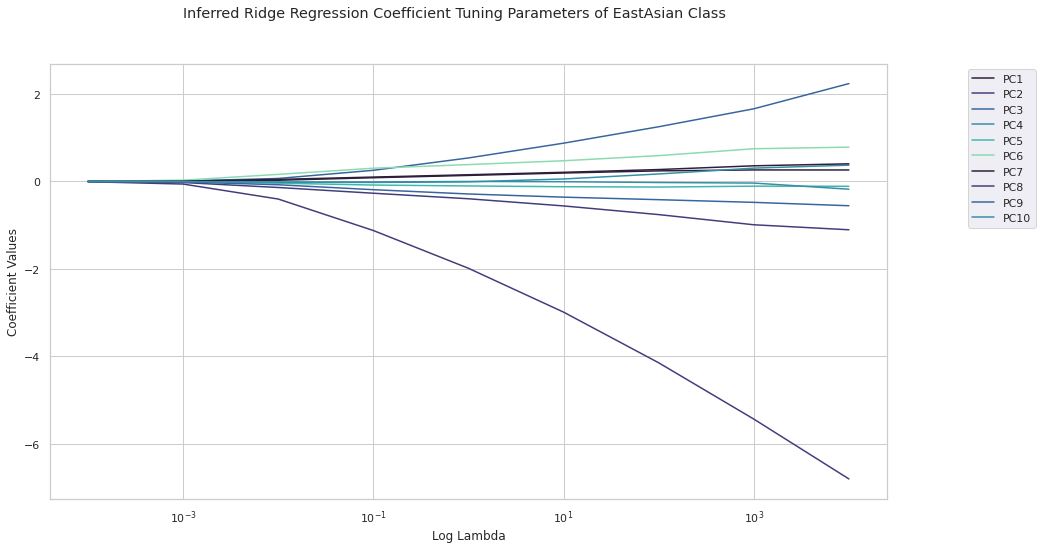 Inferred Ridge Regression Coefficient Tuning Parameters of EastAsian Class
Coefficient Values
2
0
−2
−4
−6
10⁻³
10⁻¹
10¹
10³
Log Lambda
PC1
PC2
PC3
PC4
PC5
PC6
PC7
PC8
PC9
PC10